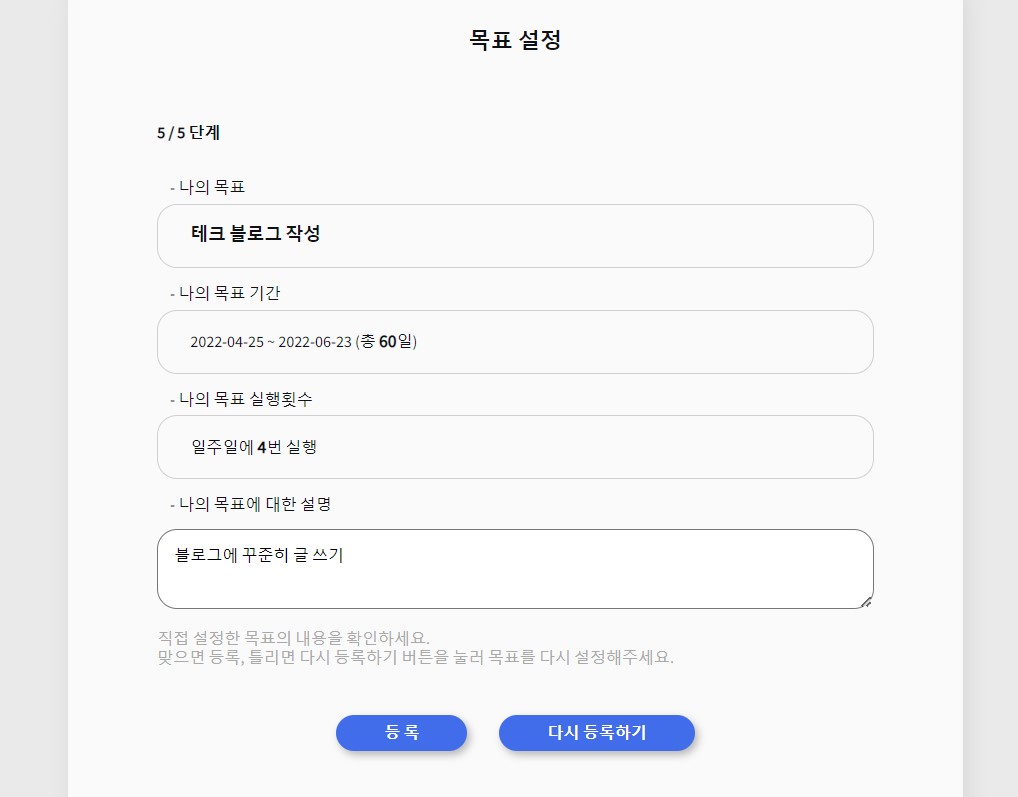 목표 설정
5 / 5 단계
- 나의 목표
테크 블로그 작성
- 나의 목표 기간
2022-04-25 ~ 2022-06-23 (총 60일)
- 나의 목표 실행횟수
일주일에 4번 실행
- 나의 목표에 대한 설명
블로그에 꾸준히 글 쓰기
직접 설정한 목표의 내용을 확인하세요.
맞으면 등록, 틀리면 다시 등록하기 버튼을 눌러 목표를 다시 설정해주세요.
등 록
다시 등록하기